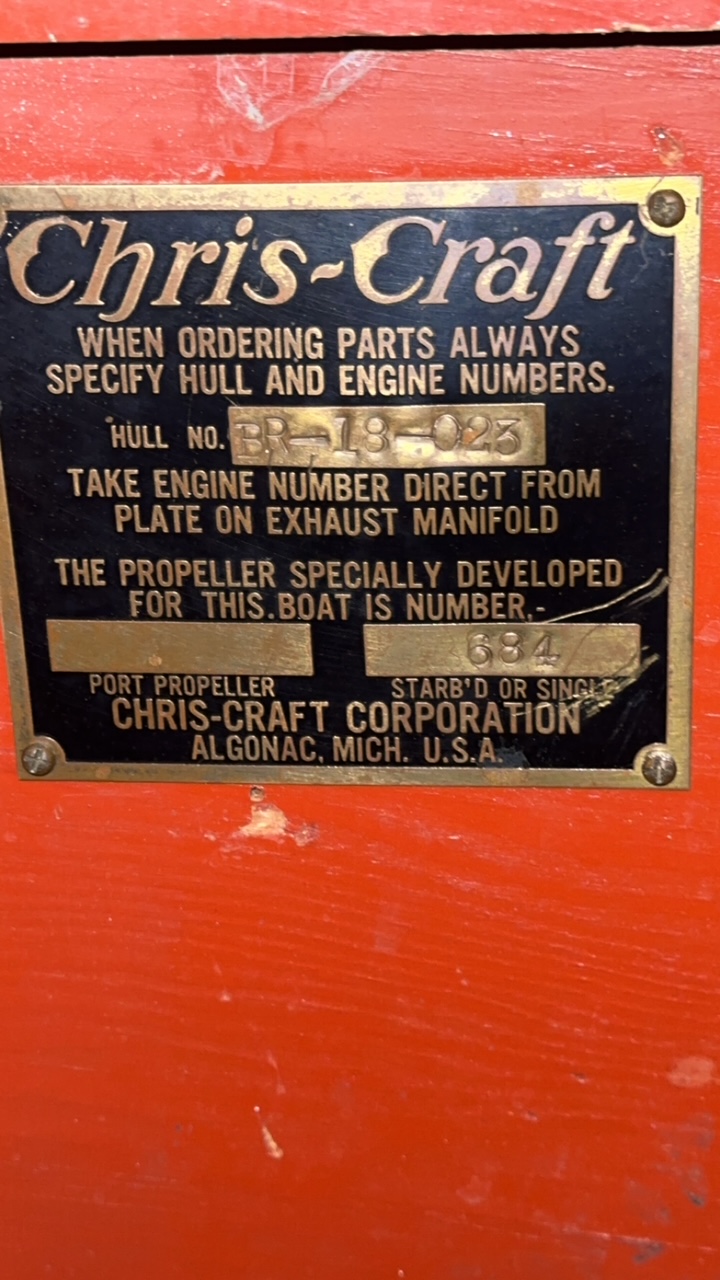 Chris-Craft
WHEN ORDERING PARTS ALWAYS
SPECIFY HULL AND ENGINE NUMBERS.
HULL NO. BR-18-023
TAKE ENGINE NUMBER DIRECT FROM
PLATE ON EXHAUST MANIFOLD
THE PROPELLER SPECIALLY DEVELOPED
FOR THIS BOAT IS NUMBER,-
684
PORT PROPELLER STARB'D OR SINGLE
CHRIS-CRAFT CORPORATION
ALGONAC, MICH. U.S.A.